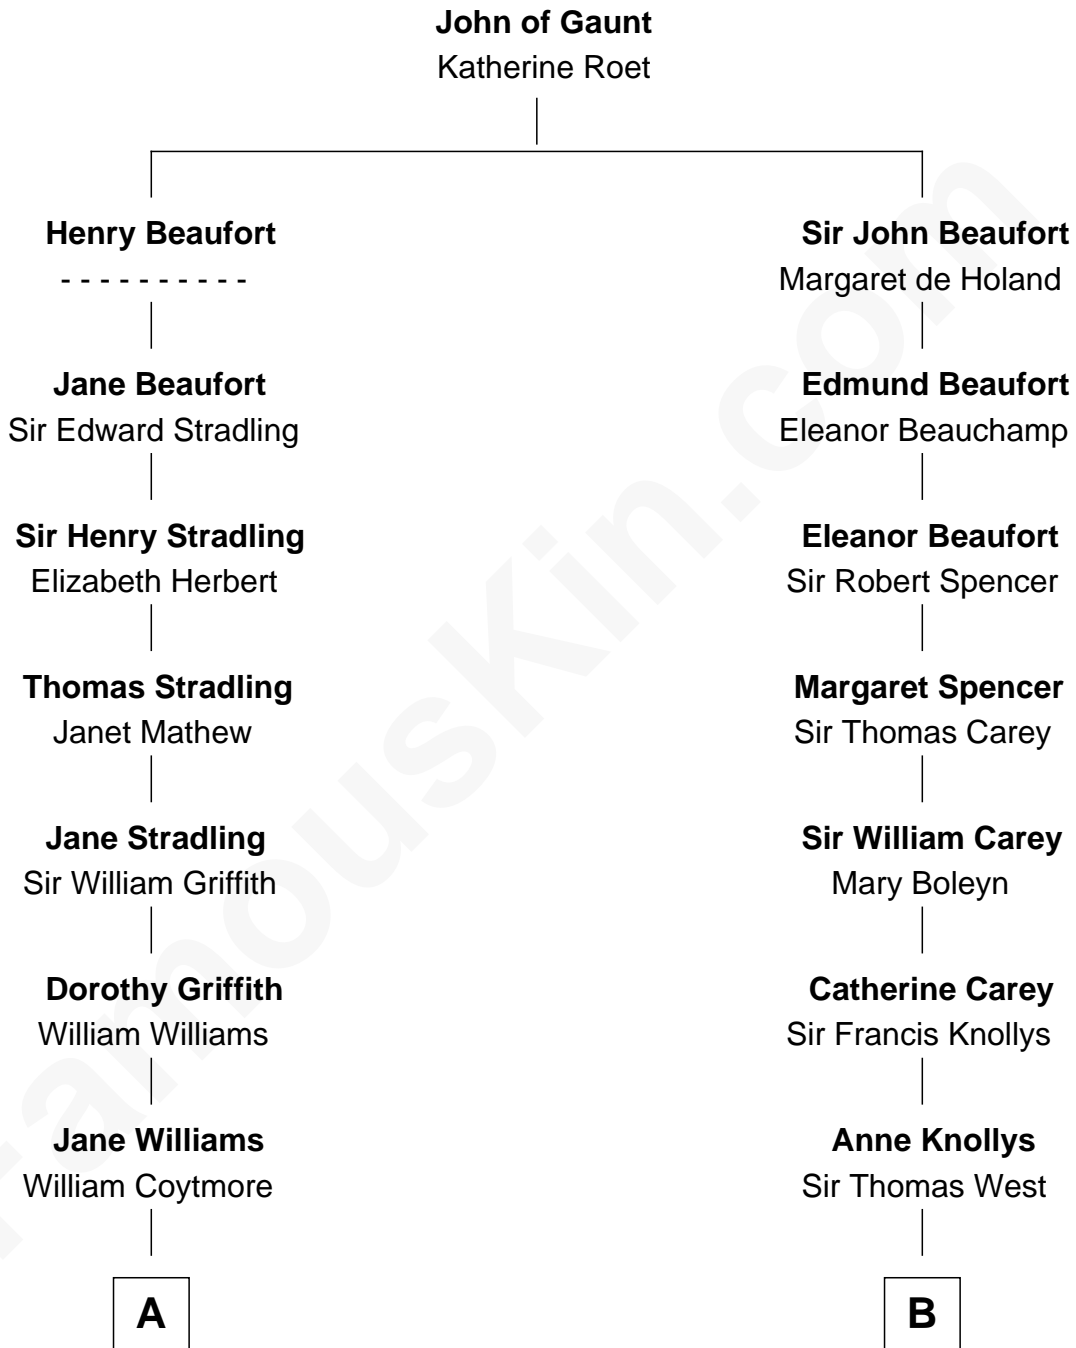 John of Gaunt
Katherine Roet
Henry Beaufort
- - - - - - - - - -
Jane Beaufort
Sir Edward Stradling
Sir Henry Stradling
Elizabeth Herbert
Thomas Stradling
Janet Mathew
Jane Stradling
Sir William Griffith
Dorothy Griffith
William Williams
Jane Williams
William Coytmore
A
Sir John Beaufort
Margaret de Holand
Edmund Beaufort
Eleanor Beauchamp
Eleanor Beaufort
Sir Robert Spencer
Margaret Spencer
Sir Thomas Carey
Sir William Carey
Mary Boleyn
Catherine Carey
Sir Francis Knollys
Anne Knollys
Sir Thomas West
B
FamousKin.com